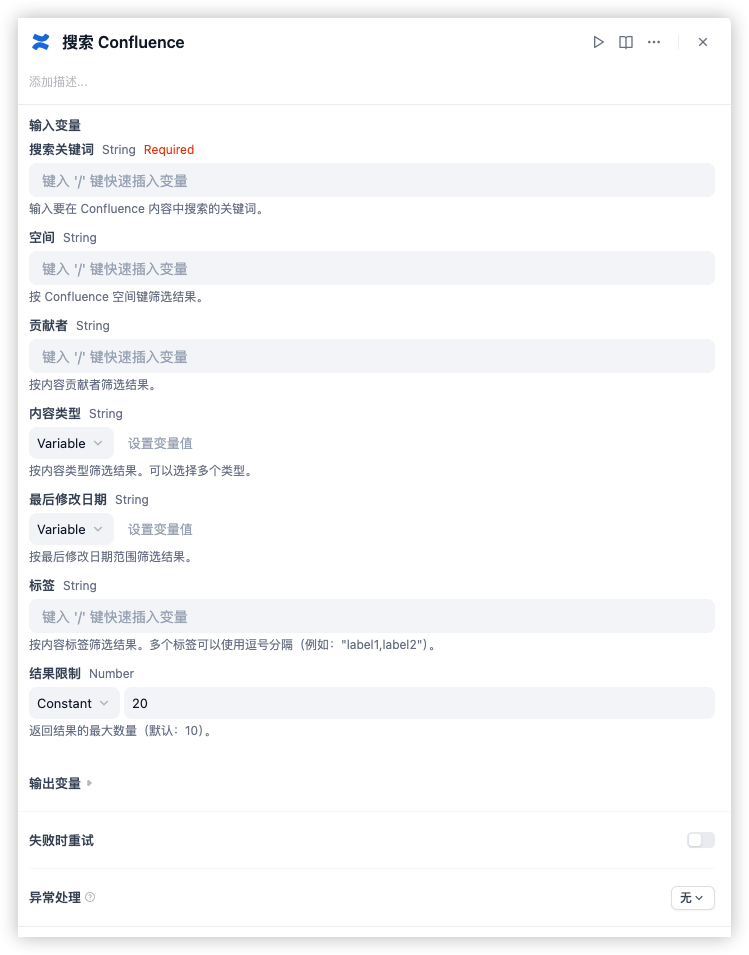 搜索 Confluence
添加描述...
输入变量
搜索关键词 String Required
键入 '/' 键快速插入变量
输入要在 Confluence 内容中搜索的关键词。
空间 String
键入 '/' 键快速插入变量
按 Confluence 空间键筛选结果。
贡献者 String
键入 '/' 键快速插入变量
按内容贡献者筛选结果。
内容类型 String
Variable 设置变量值
按内容类型筛选结果。可以选择多个类型。
最后修改日期 String
Variable 设置变量值
按最后修改日期范围筛选结果。
标签 String
键入 '/' 键快速插入变量
按内容标签筛选结果。多个标签可以使用逗号分隔（例如："label1,label2"）。
结果限制 Number
Constant 20
返回结果的最大数量（默认：10）。
输出变量
失败时重试
异常处理 无